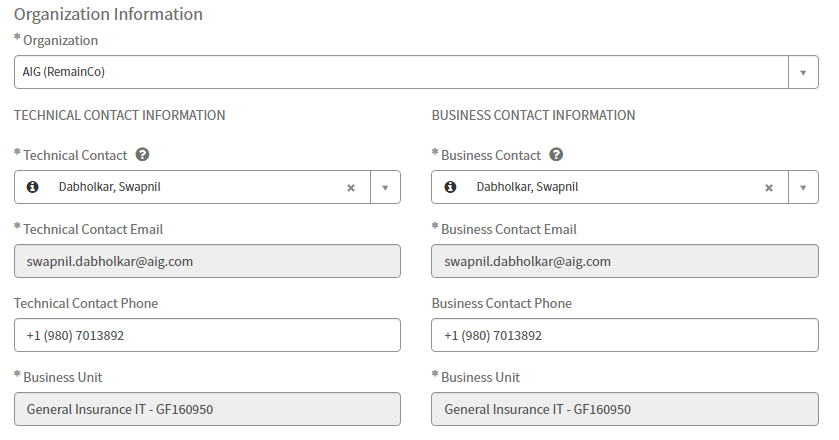 Organization Information
* Organization
AIG (RemainCo)
TECHNICAL CONTACT INFORMATION
* Technical Contact ?
Dabholkar, Swapnil
* Technical Contact Email
swapnil.dabholkar@aig.com
Technical Contact Phone
+1 (980) 7013892
* Business Unit
General Insurance IT - GF160950
BUSINESS CONTACT INFORMATION
* Business Contact ?
Dabholkar, Swapnil
* Business Contact Email
swapnil.dabholkar@aig.com
Business Contact Phone
+1 (980) 7013892
* Business Unit
General Insurance IT - GF160950